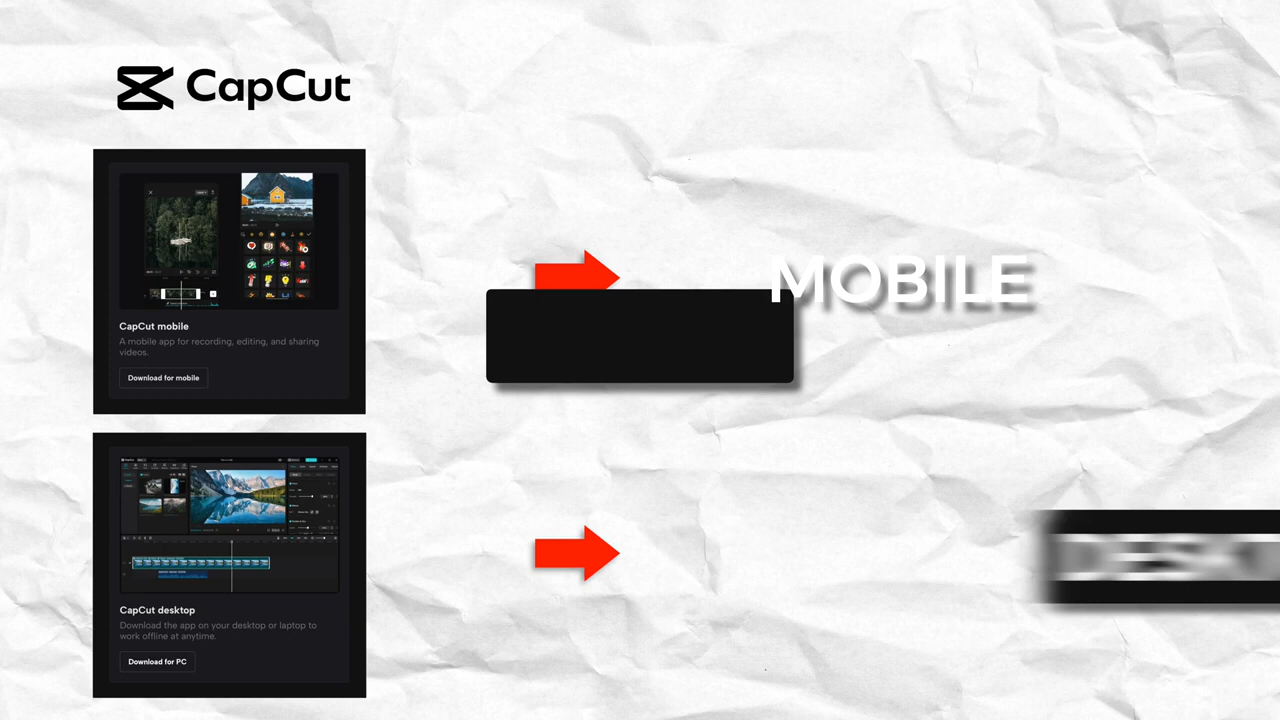 CapCut
MOBILE
CapCut mobile
A mobile app for recording, editing, and sharing
videos.
Download for mobile
CapCut desktop
Download the app on your desktop or laptop to
work offline at anytime.
Download for PC